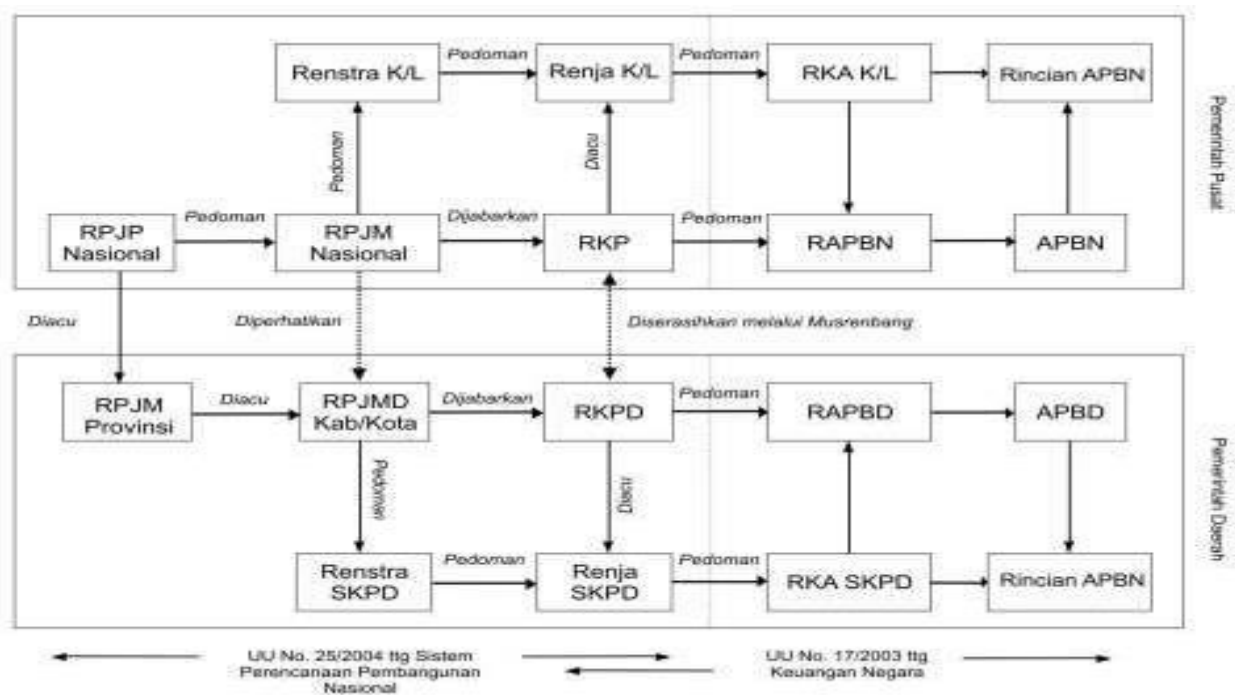 Pedoman
Pedoman
Renstra K/L
Renja K/L
RKA K/L
Rincian APBN
Pedoman
Diacu
Pemerintah Pusat
RPJP
Nasional
Pedoman
RPJM
Nasional
Dijabarkan
RKP
Pedoman
RAPBN
APBN
Diacu
Diperhatikan
Diserasihkan melalui Musrenbang
RPJM
Provinsi
Diacu
RPJMD
Kab/Kota
Dijabarkan
RKPD
Pedoman
RAPBD
APBD
Pedoman
Diacu
Pemerintah Daerah
Renstra
SKPD
Pedoman
Renja
SKPD
Pedoman
RKA SKPD
Rincian APBN
UU No. 25/2004 ttg Sistem
Perencanaan Pembangunan
Nasional
UU No. 17/2003 ttg
Keuangan Negara